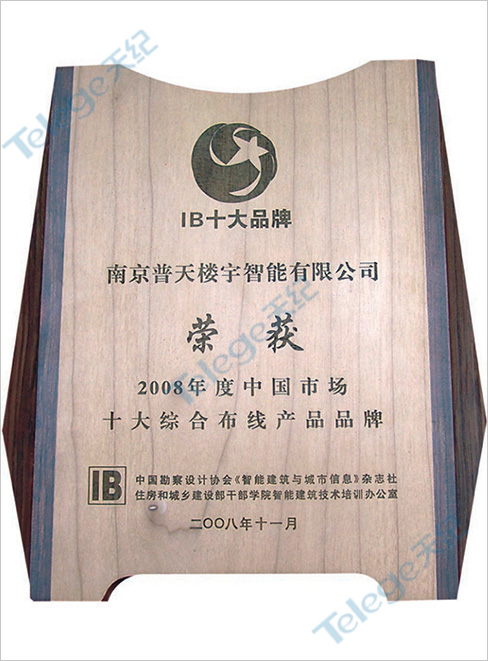 Telege天纪
IB十大品牌
南京普天楼宇智能有限公司
荣获
Telege天纪
2008年度中国市场
十大综合布线产品品牌
IB
中国勘察设计协会《智能建筑与城市信息》杂志社
住房和城乡建设部干部学院智能建筑技术培训办公室
二〇〇八年十一月
Telege天纪